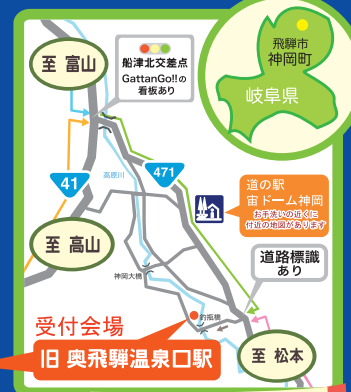 至 富山
船津北交差点
GattanGo!!の
看板あり
飛騨市
神岡町
岐阜県
41
高原川
471
道の駅
宙ドーム神岡
お手洗いの近くに
付近の地図があります
至 高山
神岡大橋
道路標識
あり
釣瓶橋
受付会場
旧 奥飛騨温泉口駅
至 松本